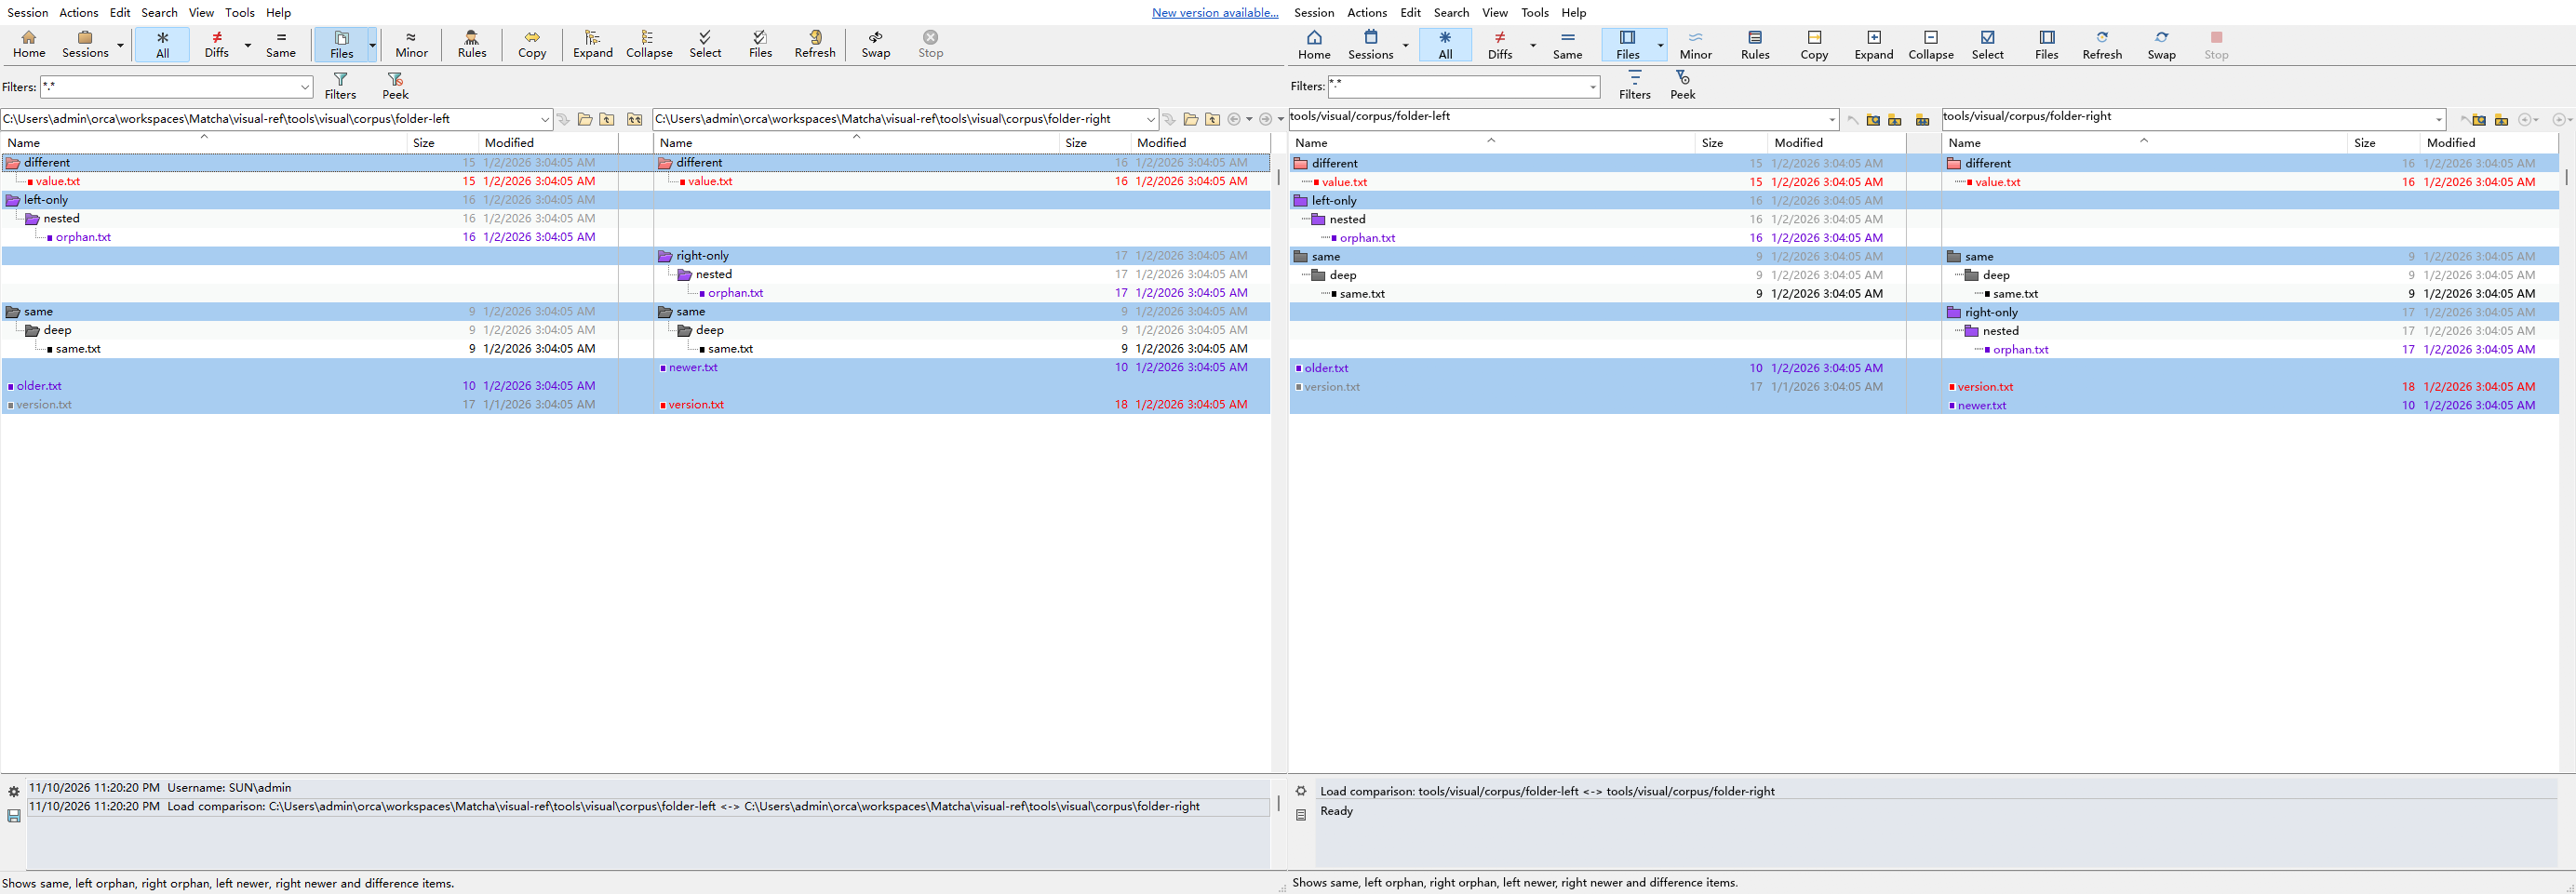 Session Actions Edit Search View Tools Help New version available...
Home Sessions All Diffs Same Files Minor Rules Copy Expand Collapse Select Files Refresh Swap Stop
Filters: *.* Filters Peek
C:\Users\admin\orca\workspaces\Matcha\visual-ref\tools\visual\corpus\folder-left C:\Users\admin\orca\workspaces\Matcha\visual-ref\tools\visual\corpus\folder-right
Name Size Modified Name Size Modified
different 15 1/2/2026 3:04:05 AM different 16 1/2/2026 3:04:05 AM
value.txt 15 1/2/2026 3:04:05 AM value.txt 16 1/2/2026 3:04:05 AM
left-only 16 1/2/2026 3:04:05 AM
nested 16 1/2/2026 3:04:05 AM
orphan.txt 16 1/2/2026 3:04:05 AM
right-only 17 1/2/2026 3:04:05 AM
nested 17 1/2/2026 3:04:05 AM
orphan.txt 17 1/2/2026 3:04:05 AM
same 9 1/2/2026 3:04:05 AM same 9 1/2/2026 3:04:05 AM
deep 9 1/2/2026 3:04:05 AM deep 9 1/2/2026 3:04:05 AM
same.txt 9 1/2/2026 3:04:05 AM same.txt 9 1/2/2026 3:04:05 AM
newer.txt 10 1/2/2026 3:04:05 AM
older.txt 10 1/2/2026 3:04:05 AM
version.txt 17 1/1/2026 3:04:05 AM version.txt 18 1/2/2026 3:04:05 AM
11/10/2026 11:20:20 PM Username: SUN\admin
11/10/2026 11:20:20 PM Load comparison: C:\Users\admin\orca\workspaces\Matcha\visual-ref\tools\visual\corpus\folder-left <-> C:\Users\admin\orca\workspaces\Matcha\visual-ref\tools\visual\corpus\folder-right
Shows same, left orphan, right orphan, left newer, right newer and difference items.
Session Actions Edit Search View Tools Help
Home Sessions All Diffs Same Files Minor Rules Copy Expand Collapse Select Files Refresh Swap Stop
Filters: *.* Filters Peek
tools/visual/corpus/folder-left tools/visual/corpus/folder-right
Name Size Modified Name Size Modified
different 15 1/2/2026 3:04:05 AM different 16 1/2/2026 3:04:05 AM
value.txt 15 1/2/2026 3:04:05 AM value.txt 16 1/2/2026 3:04:05 AM
left-only 16 1/2/2026 3:04:05 AM
nested 16 1/2/2026 3:04:05 AM
orphan.txt 16 1/2/2026 3:04:05 AM
same 9 1/2/2026 3:04:05 AM same 9 1/2/2026 3:04:05 AM
deep 9 1/2/2026 3:04:05 AM deep 9 1/2/2026 3:04:05 AM
same.txt 9 1/2/2026 3:04:05 AM same.txt 9 1/2/2026 3:04:05 AM
right-only 17 1/2/2026 3:04:05 AM
nested 17 1/2/2026 3:04:05 AM
orphan.txt 17 1/2/2026 3:04:05 AM
older.txt 10 1/2/2026 3:04:05 AM
version.txt 17 1/1/2026 3:04:05 AM version.txt 18 1/2/2026 3:04:05 AM
newer.txt 10 1/2/2026 3:04:05 AM
Load comparison: tools/visual/corpus/folder-left <-> tools/visual/corpus/folder-right
Ready
Shows same, left orphan, right orphan, left newer, right newer and difference items.